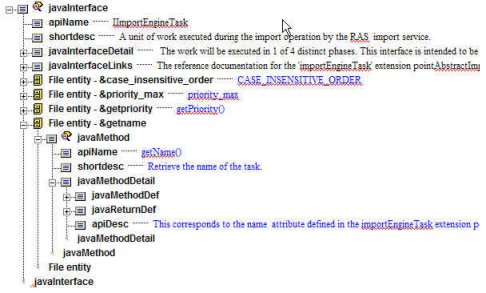 javaInterface
apiName IImportEngineTask
shortdesc A unit of work executed during the import operation by the RAS import service.
javaInterfaceDetail The work will be executed in 1 of 4 distinct phases. This interface is intended to be
javaInterfaceLinks The reference documentation for the 'importEngineTask' extension pointAbstractImp
File entity - &case_insensitive_order CASE_INSENSITIVE_ORDER
File entity - &priority_max priority_max
File entity - &getpriority getPriority()
File entity - &getname
javaMethod
apiName getName()
shortdesc Retrieve the name of the task.
javaMethodDetail
javaMethodDef
javaReturnDef
apiDesc This corresponds to the name attribute defined in the importEngineTask extension p
javaMethodDetail
javaMethod
File entity
javaInterface